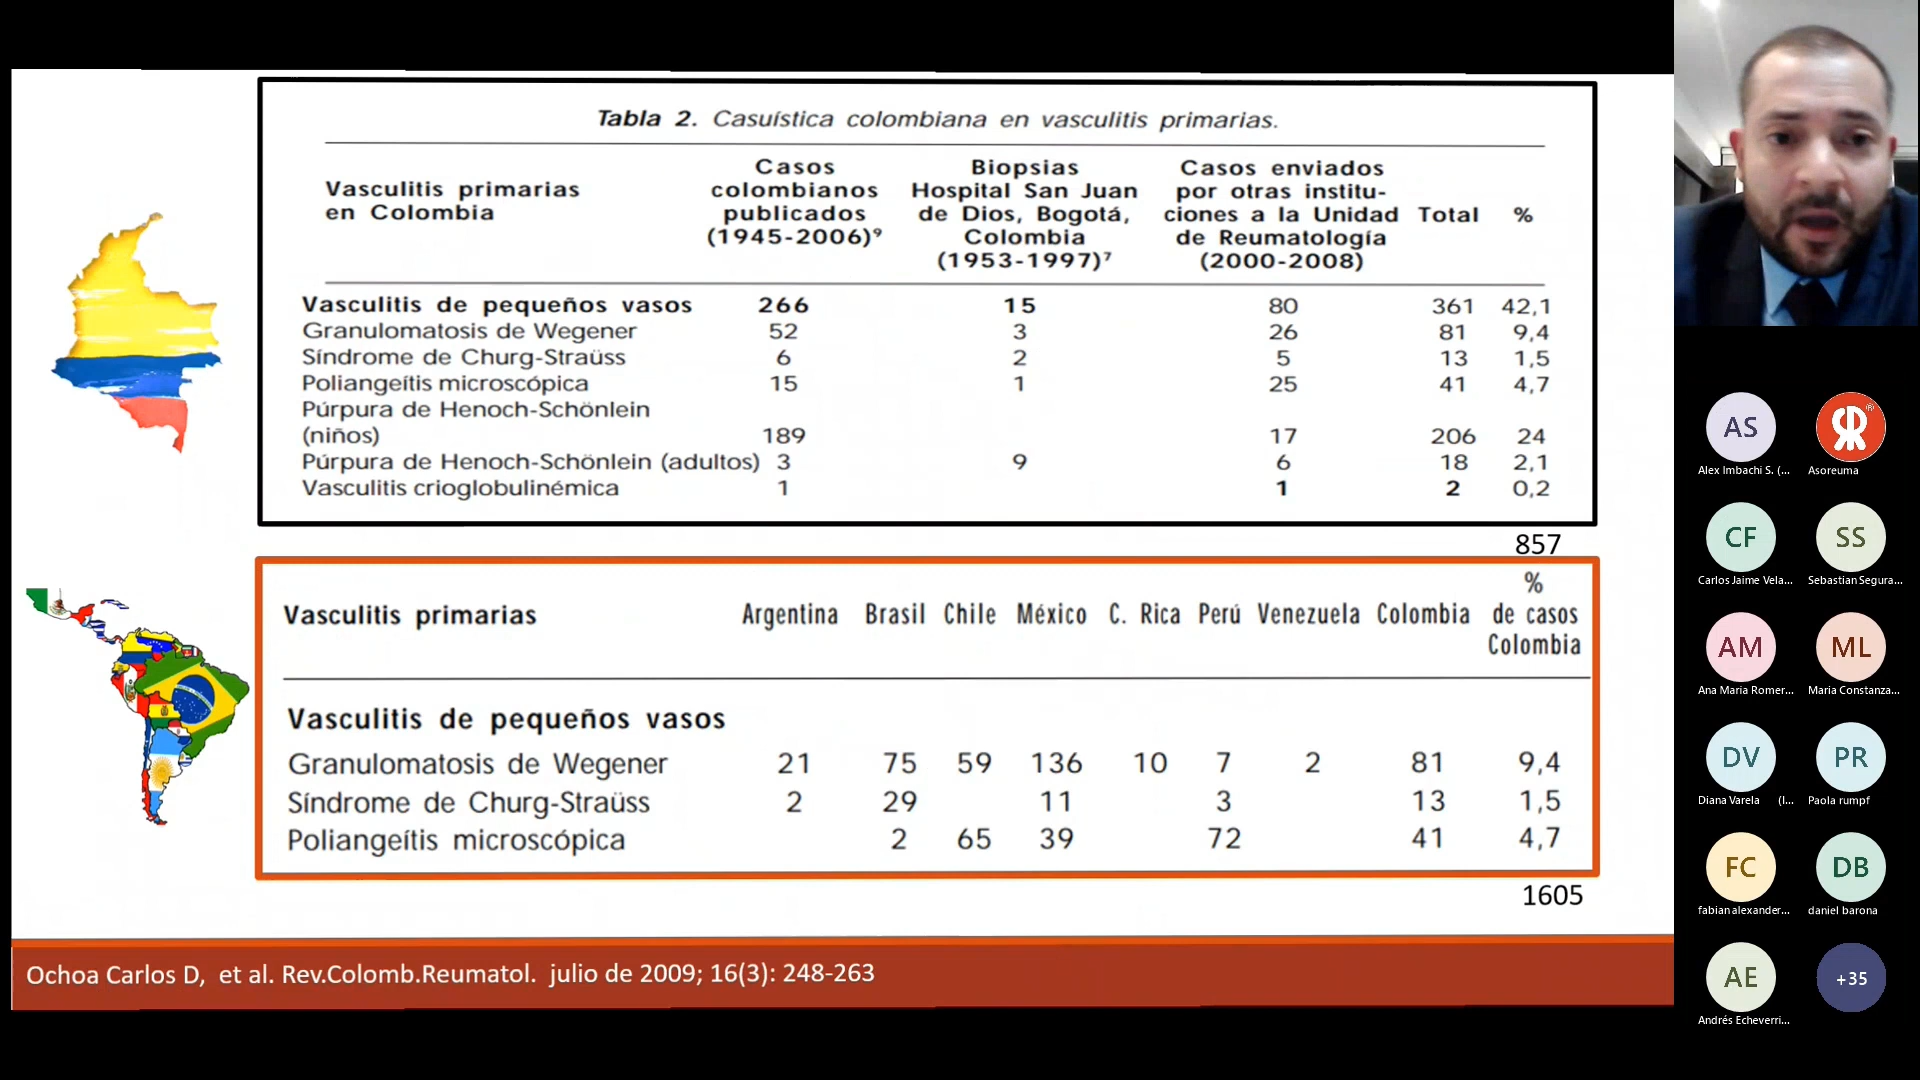 Tabla 2. Casuística colombiana en vasculitis primarias.
Vasculitis primarias en Colombia
Casos colombianos publicados (1945-2006)⁹
Biopsias Hospital San Juan de Dios, Bogotá, Colombia (1953-1997)⁷
Casos enviados por otras institu-ciones a la Unidad de Reumatología (2000-2008)
Total
%
Vasculitis de pequeños vasos 266 15 80 361 42,1
Granulomatosis de Wegener 52 3 26 81 9,4
Síndrome de Churg-Straüss 6 2 5 13 1,5
Poliangeítis microscópica 15 1 25 41 4,7
Púrpura de Henoch-Schönlein
(niños) 189 17 206 24
Púrpura de Henoch-Schönlein (adultos) 3 9 6 18 2,1
Vasculitis crioglobulinémica 1 1 2 0,2
857
Vasculitis primarias Argentina Brasil Chile México C. Rica Perú Venezuela Colombia % de casos Colombia
Vasculitis de pequeños vasos
Granulomatosis de Wegener 21 75 59 136 10 7 2 81 9,4
Síndrome de Churg-Straüss 2 29 11 3 13 1,5
Poliangeítis microscópica 2 65 39 72 41 4,7
1605
Ochoa Carlos D, et al. Rev.Colomb.Reumatol. julio de 2009; 16(3): 248-263
AS
Alex Imbachi S. (...
R
Asoreuma
CF
Carlos Jaime Vela...
SS
Sebastian Segura...
AM
Ana Maria Romer...
ML
Maria Constanza...
DV
Diana Varela (I...
PR
Paola rumpf
FC
fabian alexander...
DB
daniel barona
AE
Andrés Echeverri...
+35